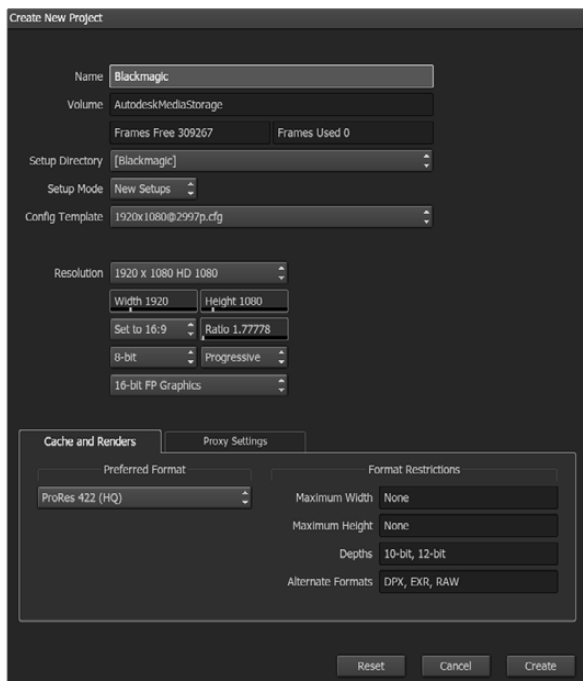 Create New Project
Name Blackmagic
Volume AutodeskMediaStorage
Frames Free 309267 Frames Used 0
Setup Directory [Blackmagic]
Setup Mode New Setups
Config Template 1920x1080@2997p.cfg
Resolution 1920 x 1080 HD 1080
Width 1920 Height 1080
Set to 16:9 Ratio 1.77778
8-bit Progressive
16-bit FP Graphics
Cache and Renders Proxy Settings
Preferred Format Format Restrictions
ProRes 422 (HQ) Maximum Width None
Maximum Height None
Depths 10-bit, 12-bit
Alternate Formats DPX, EXR, RAW
Reset Cancel Create